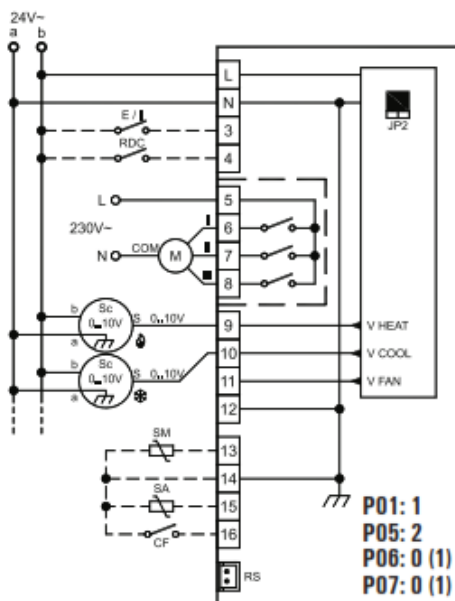 24V~
a b
L
N
JP2
E / I
3
RDC
4
L 5
230V~
I 6
N COM M II 7
III 8
b Sc S 0..10V 9 V HEAT
0..10V
a
10 V COOL
b Sc S 0..10V 11 V FAN
0..10V
a
12
SM 13
14
SA 15
CF 16
RS
P01: 1
P05: 2
P06: 0 (1)
P07: 0 (1)